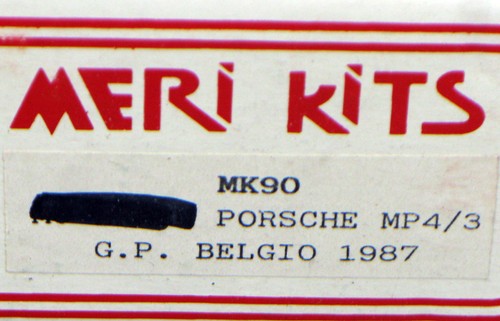 MERi KiTS
MK90
PORSCHE MP4/3
G.P. BELGIO 1987